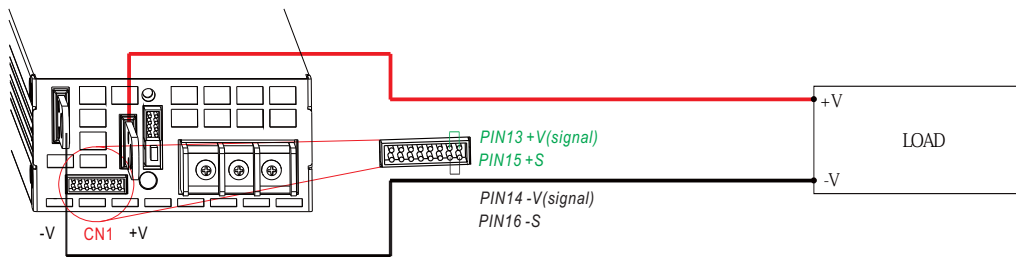 +V
LOAD
-V
PIN13 +V(signal)
PIN15 +S
PIN14 -V(signal)
PIN16 -S
-V CN1 +V